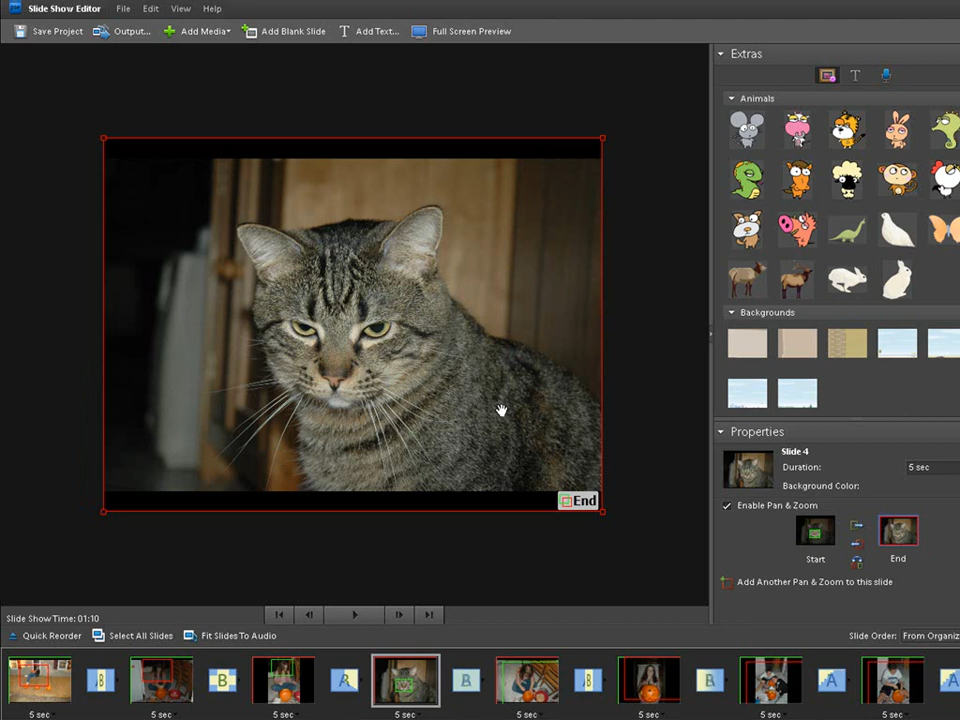 Slide Show Editor File Edit View Help
Save Project Output... Add Media Add Blank Slide Add Text... Full Screen Preview
Extras
T
Animals
Backgrounds
End
Properties
Slide 4
Duration: 5 sec
Background Color:
Enable Pan & Zoom
Start End
Add Another Pan & Zoom to this slide
Slide Show Time: 01:10
Quick Reorder Select All Slides Fit Slides To Audio Slide Order: From Organiz
B B A B B B A A
5 sec 5 sec 5 sec 5 sec 5 sec 5 sec 5 sec 5 sec